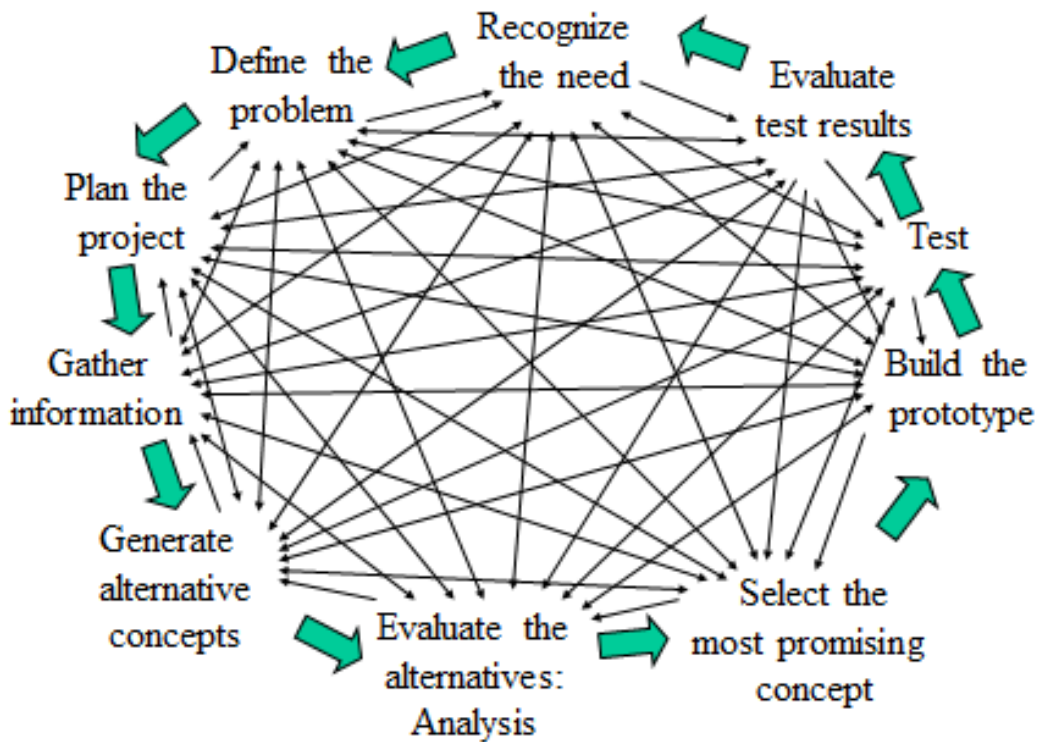 Recognize
the need
Define the
problem
Plan the
project
Gather
information
Generate
alternative
concepts
Evaluate the
alternatives:
Analysis
Select the
most promising
concept
Build the
prototype
Test
Evaluate
test results